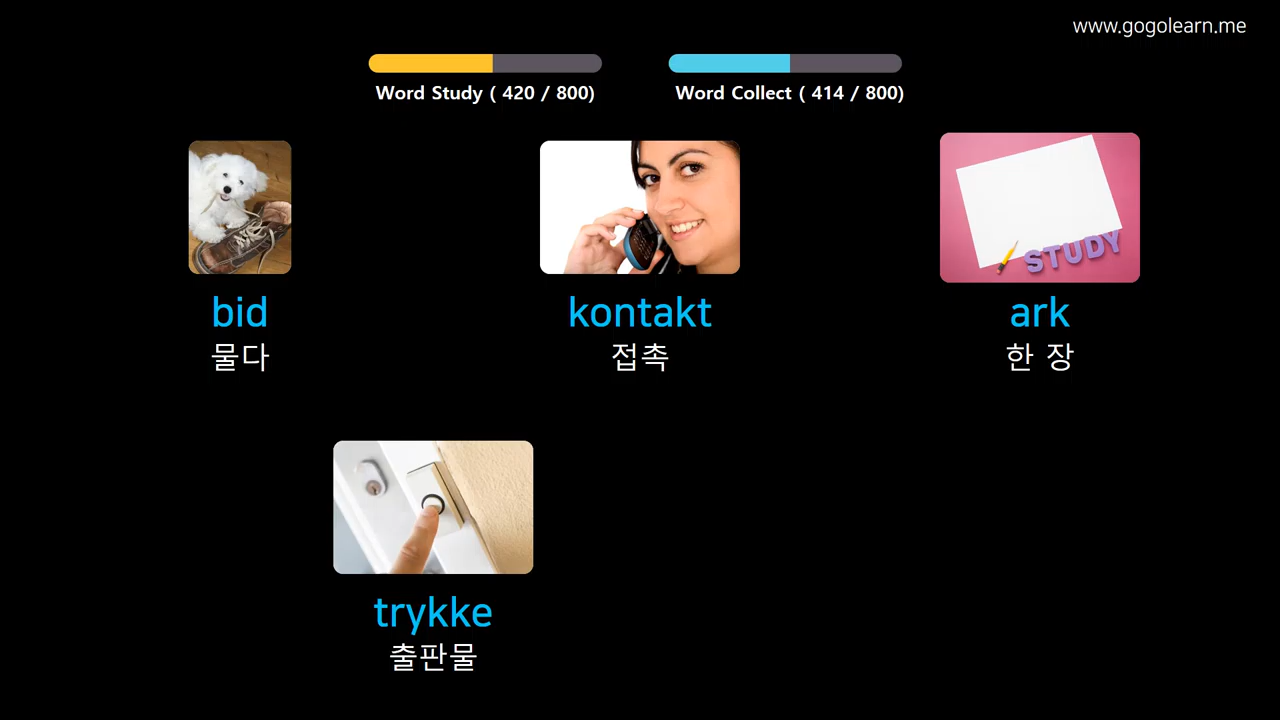 www.gogolearn.me
Word Study ( 420 / 800)
Word Collect ( 414 / 800)
STUDY
bid
kontakt
ark
물다
접촉
한 장
trykke
출판물